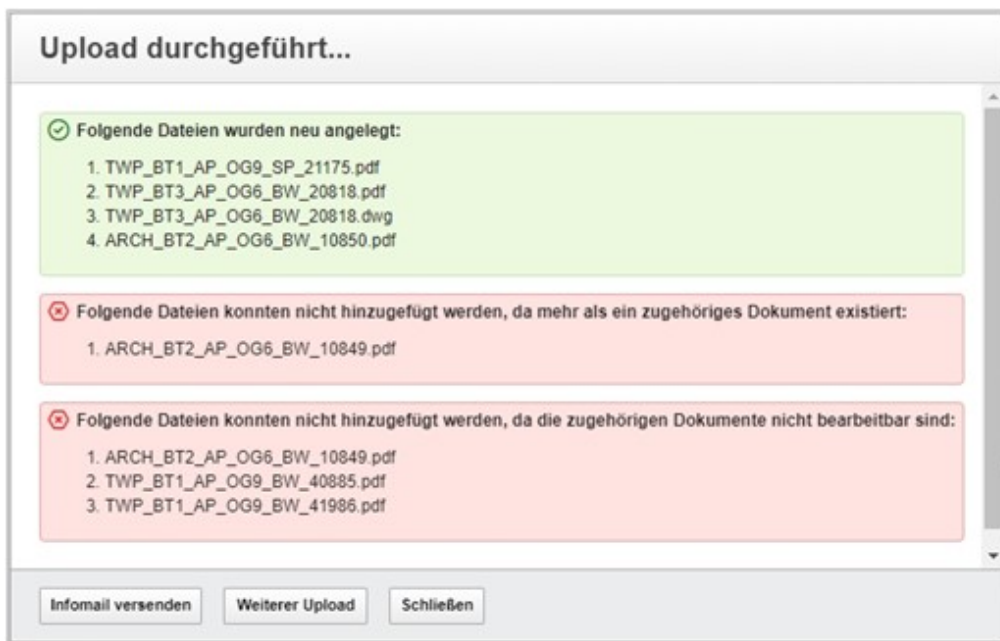 Upload durchgeführt...
Folgende Dateien wurden neu angelegt:
1. TWP_BT1_AP_OG9_SP_21175.pdf
2. TWP_BT3_AP_OG6_BW_20818.pdf
3. TWP_BT3_AP_OG6_BW_20818.dwg
4. ARCH_BT2_AP_OG6_BW_10850.pdf
Folgende Dateien konnten nicht hinzugefügt werden, da mehr als ein zugehöriges Dokument existiert:
1. ARCH_BT2_AP_OG6_BW_10849.pdf
Folgende Dateien konnten nicht hinzugefügt werden, da die zugehörigen Dokumente nicht bearbeitbar sind:
1. ARCH_BT2_AP_OG6_BW_10849.pdf
2. TWP_BT1_AP_OG9_BW_40885.pdf
3. TWP_BT1_AP_OG9_BW_41986.pdf
Infomail versenden Weiterer Upload Schließen